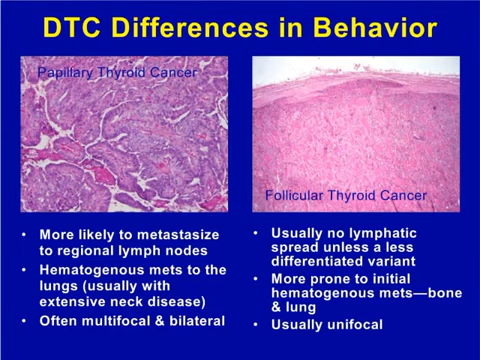 DTC Differences in Behavior
Papillary Thyroid Cancer
• More likely to metastasize
to regional lymph nodes
• Hematogenous mets to the
lungs (usually with
extensive neck disease)
• Often multifocal & bilateral
Follicular Thyroid Cancer
• Usually no lymphatic
spread unless a less
differentiated variant
• More prone to initial
hematogenous mets—bone
& lung
• Usually unifocal